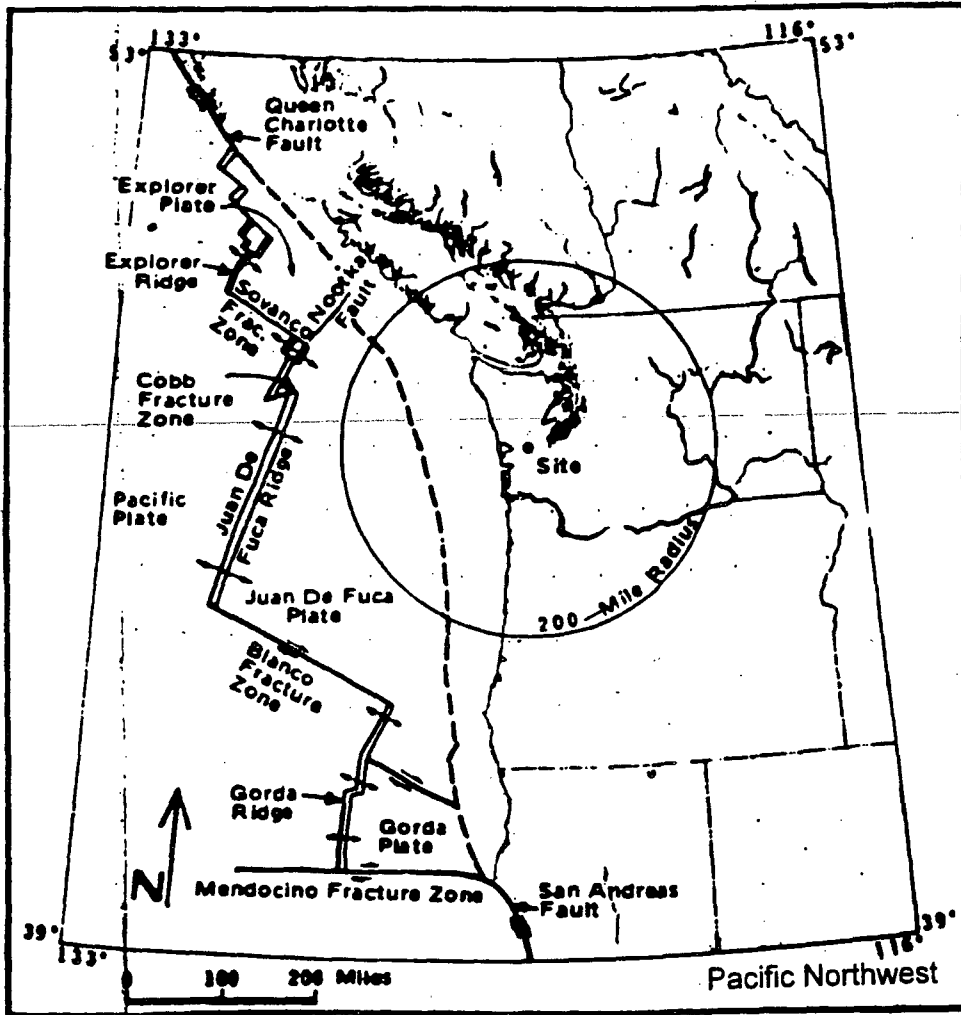 133°
116°
53°
53°
Queen
Charlotte
Fault
Explorer
Plate
Explorer
Ridge
Sovanco
Frac.
Zone
Nootka
Fault
Cobb
Fracture
Zone
Site
Pacific
Plate
Juan De
Fuca Ridge
200-Mile Radius
Juan De Fuca
Plate
Blanco
Fracture
Zone
Gorda
Ridge
Gorda
Plate
N
Mendocino Fracture Zone
San Andreas
Fault
39°
39°
133°
116°
0 100 200 Miles
Pacific Northwest